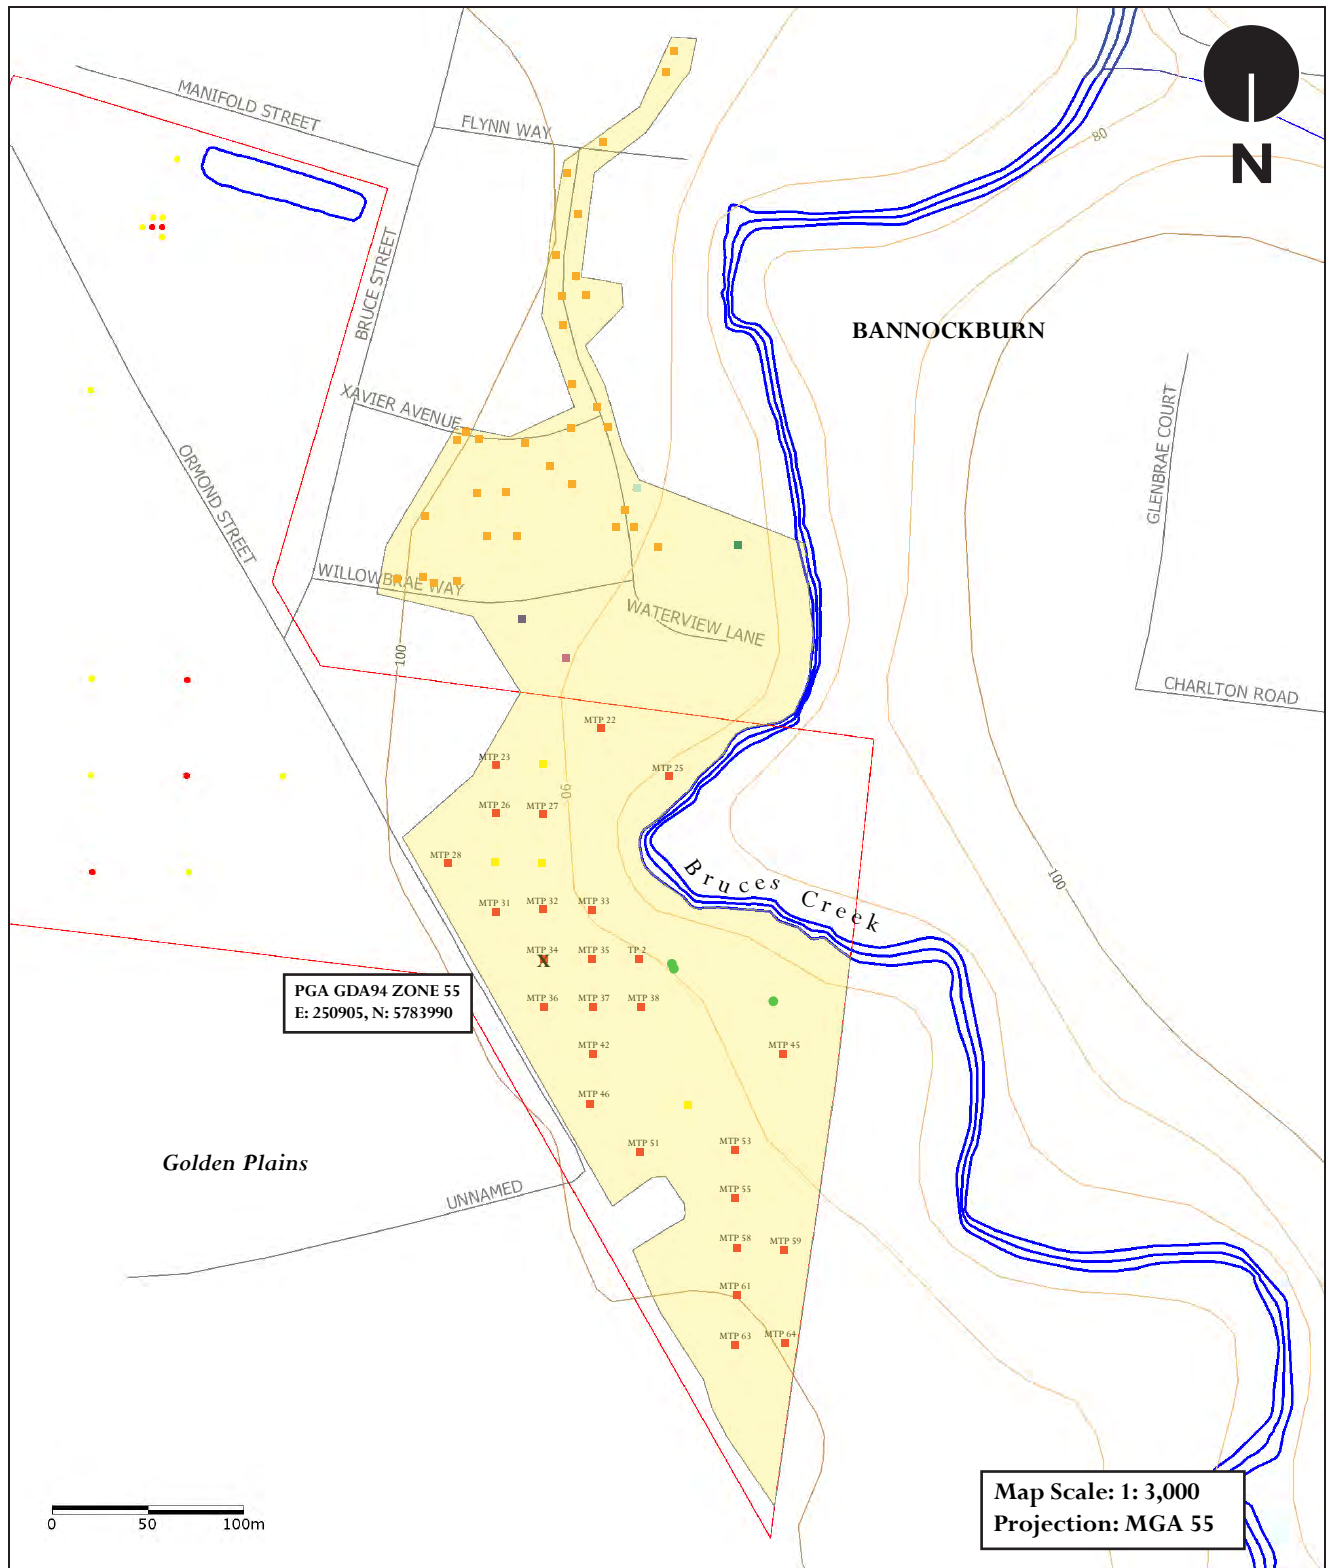 MANIFOLD STREET
FLYNN WAY
80
N
BRUCE STREET
BANNOCKBURN
XAVIER AVENUE
GLENBRAE COURT
ORMOND STREET
WILLOWBRAE WAY
WATERVIEW LANE
100
CHARLTON ROAD
MTP 22
MTP 23
MTP 25
90
MTP 26
MTP 27
MTP 28
Bruces Creek
100
MTP 31
MTP 32
MTP 33
MTP 34
X
MTP 35
TP 2
PGA GDA94 ZONE 55
E: 250905, N: 5783990
MTP 36
MTP 37
MTP 38
MTP 42
MTP 45
MTP 46
MTP 51
MTP 53
Golden Plains
UNNAMED
MTP 55
MTP 58
MTP 59
MTP 61
MTP 63
MTP 64
0 50 100m
Map Scale: 1: 3,000
Projection: MGA 55